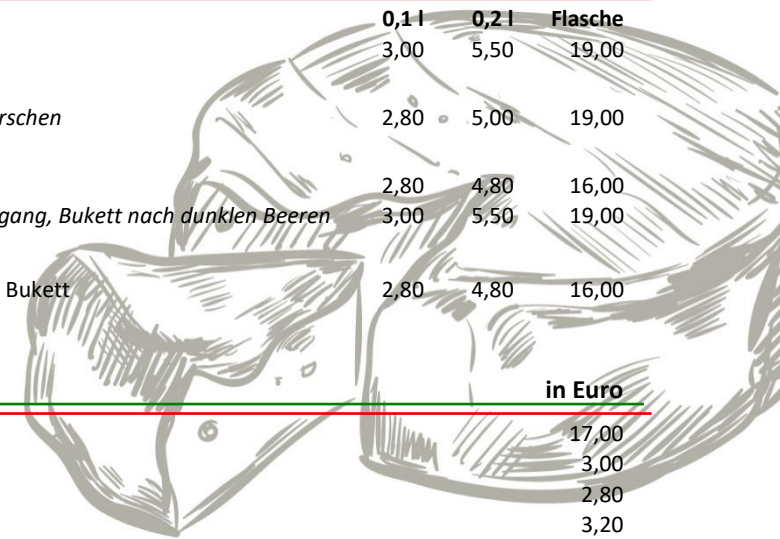 0,1 l 0,2 l Flasche
3,00 5,50 19,00
rschen 2,80 5,00 19,00
2,80 4,80 16,00
gang, Bukett nach dunklen Beeren 3,00 5,50 19,00
Bukett 2,80 4,80 16,00
in Euro
17,00
3,00
2,80
3,20